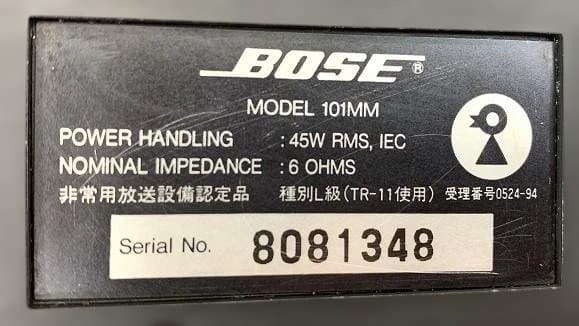 BOSE®
MODEL 101MM
POWER HANDLING : 45W RMS, IEC
NOMINAL IMPEDANCE : 6 OHMS
非常用放送設備認定品 種別L級(TR-11使用) 受理番号0524-94
Serial No. 8081348